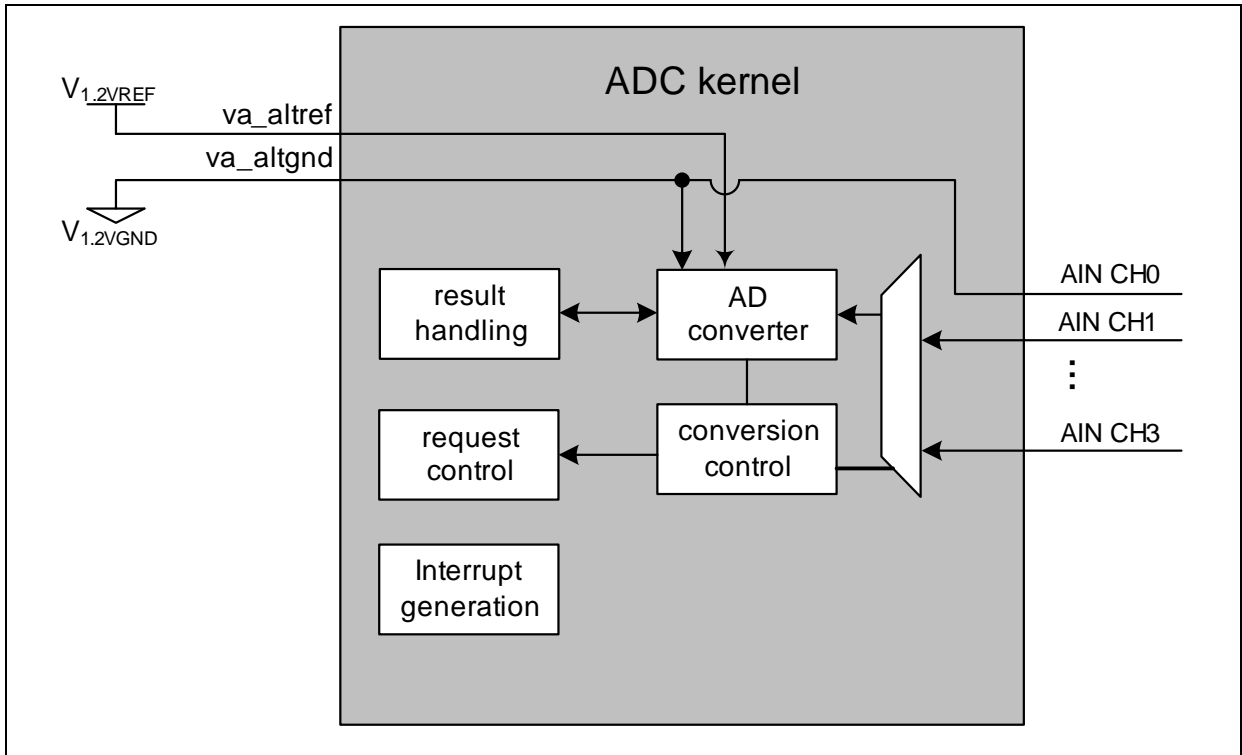 ADC kernel
V1.2VREF
va_altref
va_altgnd
V1.2VGND
result
handling
AD
converter
AIN CH0
AIN CH1
⋮
AIN CH3
request
control
conversion
control
Interrupt
generation